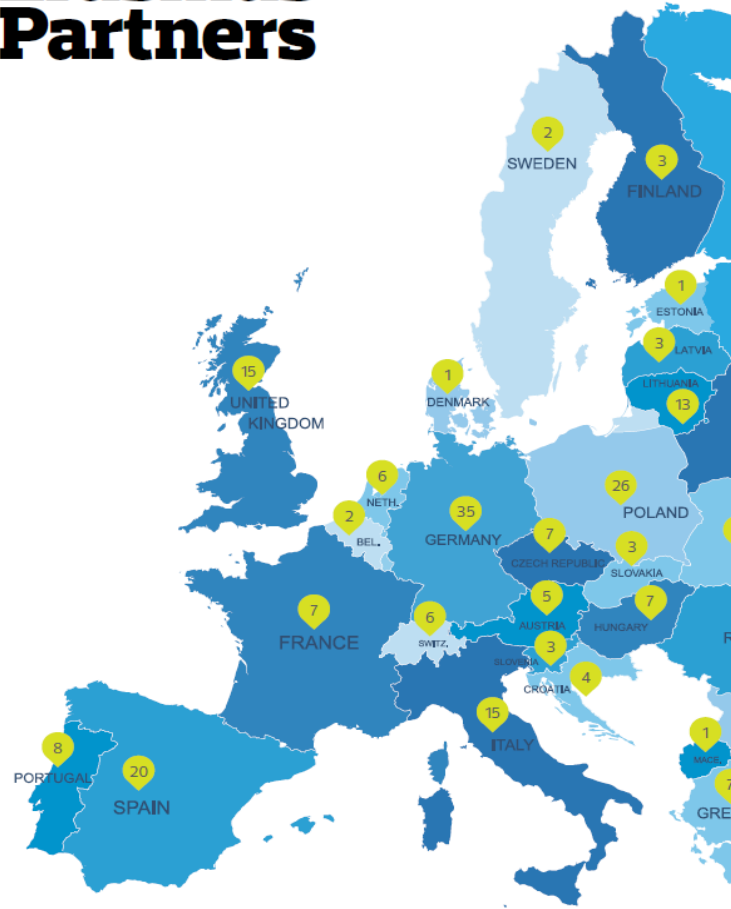 Partners
2
SWEDEN
3
FINLAND
1
ESTONIA
3
LATVIA
LITHUANIA
13
15
UNITED
KINGDOM
1
DENMARK
6
NETH.
2
BEL.
35
GERMANY
26
POLAND
7
CZECH REPUBLIC
3
SLOVAKIA
5
AUSTRIA
7
HUNGARY
7
FRANCE
6
SWITZ.
3
SLOVENIA
4
CROATIA
15
ITALY
1
MACE.
7
GRE
8
PORTUGAL
20
SPAIN
R